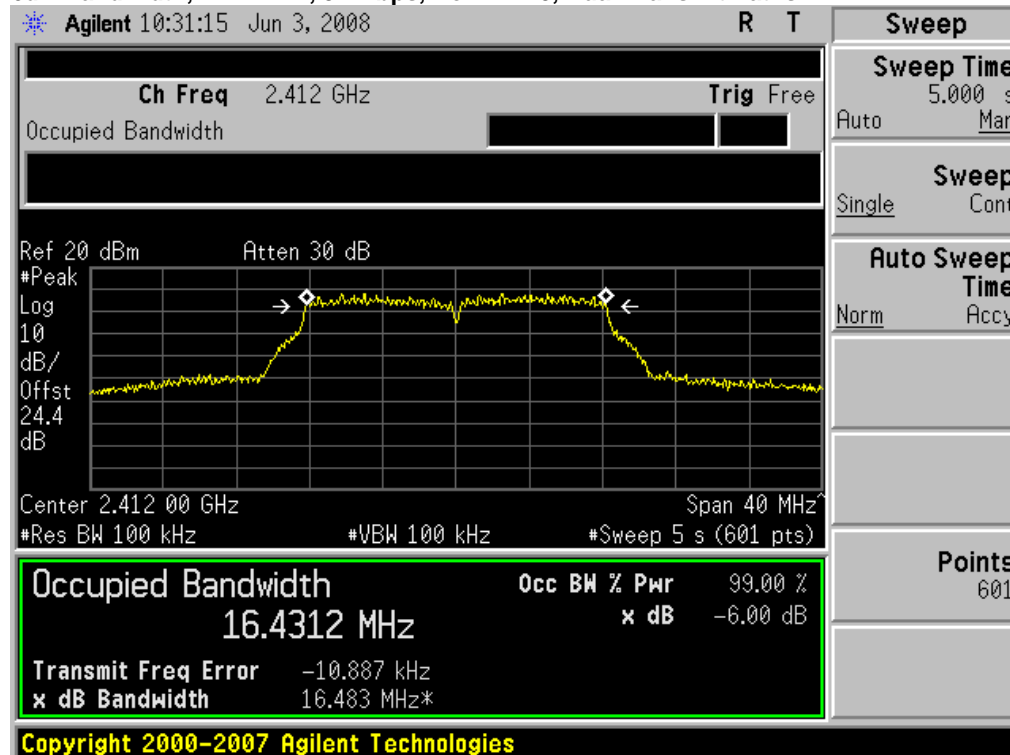 Agilent 10:31:15 Jun 3, 2008 R T
Ch Freq 2.412 GHz Trig Free
Occupied Bandwidth
Ref 20 dBm Atten 30 dB
#Peak
Log
10
dB/
Offst
24.4
dB
Center 2.412 00 GHz Span 40 MHz^
#Res BW 100 kHz #VBW 100 kHz #Sweep 5 s (601 pts)
Occupied Bandwidth Occ BW % Pwr 99.00 %
16.4312 MHz x dB -6.00 dB
Transmit Freq Error -10.887 kHz
x dB Bandwidth 16.483 MHz*
Copyright 2000-2007 Agilent Technologies
Sweep
Sweep Time
5.000 s
Auto Man
Sweep
Single Cont
Auto Sweep
Time
Norm Accy
Points
601